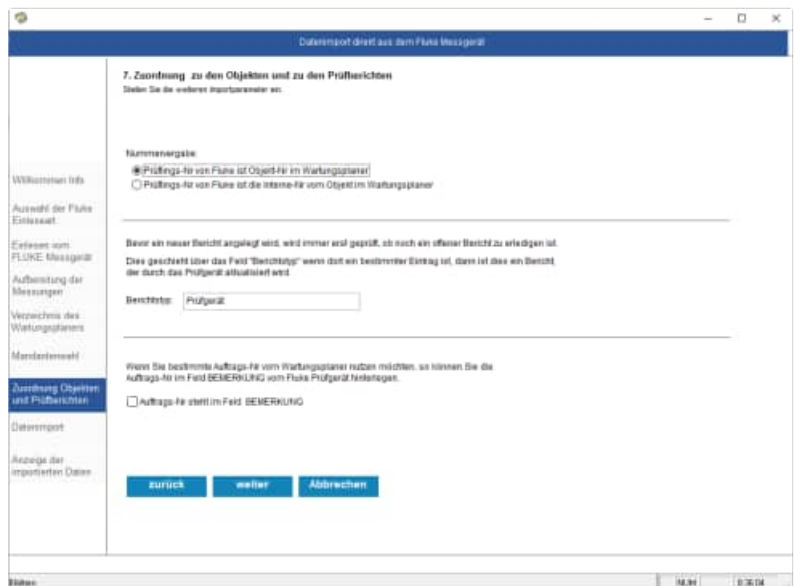 Datenimport direkt aus dem Fluke Messgerät
7. Zuordnung zu den Objekten und zu den Prüfberichten
Stellen Sie die weiteren Importparameter ein.
Nummernvergabe:
Prüflings-Nr von Fluke ist Objekt-Nr im Wartungsplaner
Prüflings-Nr von Fluke ist die Interne-Nr vom Objekt im Wartungsplaner
Willkommen Info
Auswahl der Fluke
Einleseart
Einlesen vom
FLUKE Messgerät
Aufbereitung der
Messungen
Verzeichnis des
Wartungsplaners
Mandantenwahl
Zuordnung Objekten
und Prüfberichten
Datenimport
Anzeige der
importierten Daten
Bevor ein neuer Bericht angelegt wird, wird immer erst geprüft, ob noch ein offener Bericht zu erledigen ist.
Dies geschieht über das Feld "Berichtstyp" wenn dort ein bestimmter Eintrag ist, dann ist dies ein Bericht,
der durch das Prüfgerät aktualisiert wird.
Berichtstyp: Prüfgerät
Wenn Sie bestimmte Auftrags-Nr vom Wartungsplaner nutzen möchten, so können Sie die
Auftrags-Nr im Feld BEMERKUNG vom Fluke Prüfgerät hinterlegen.
Auftrags-Nr steht im Feld BEMERKUNG
zurück weiter Abbrechen
NUM